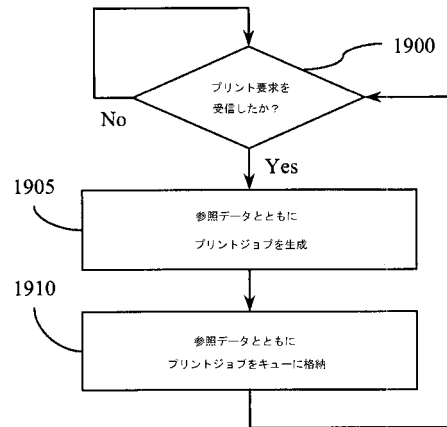 1900
プリント要求を
受信したか？
No
Yes
1905
参照データとともに
プリントジョブを生成
1910
参照データとともに
プリントジョブをキューに格納